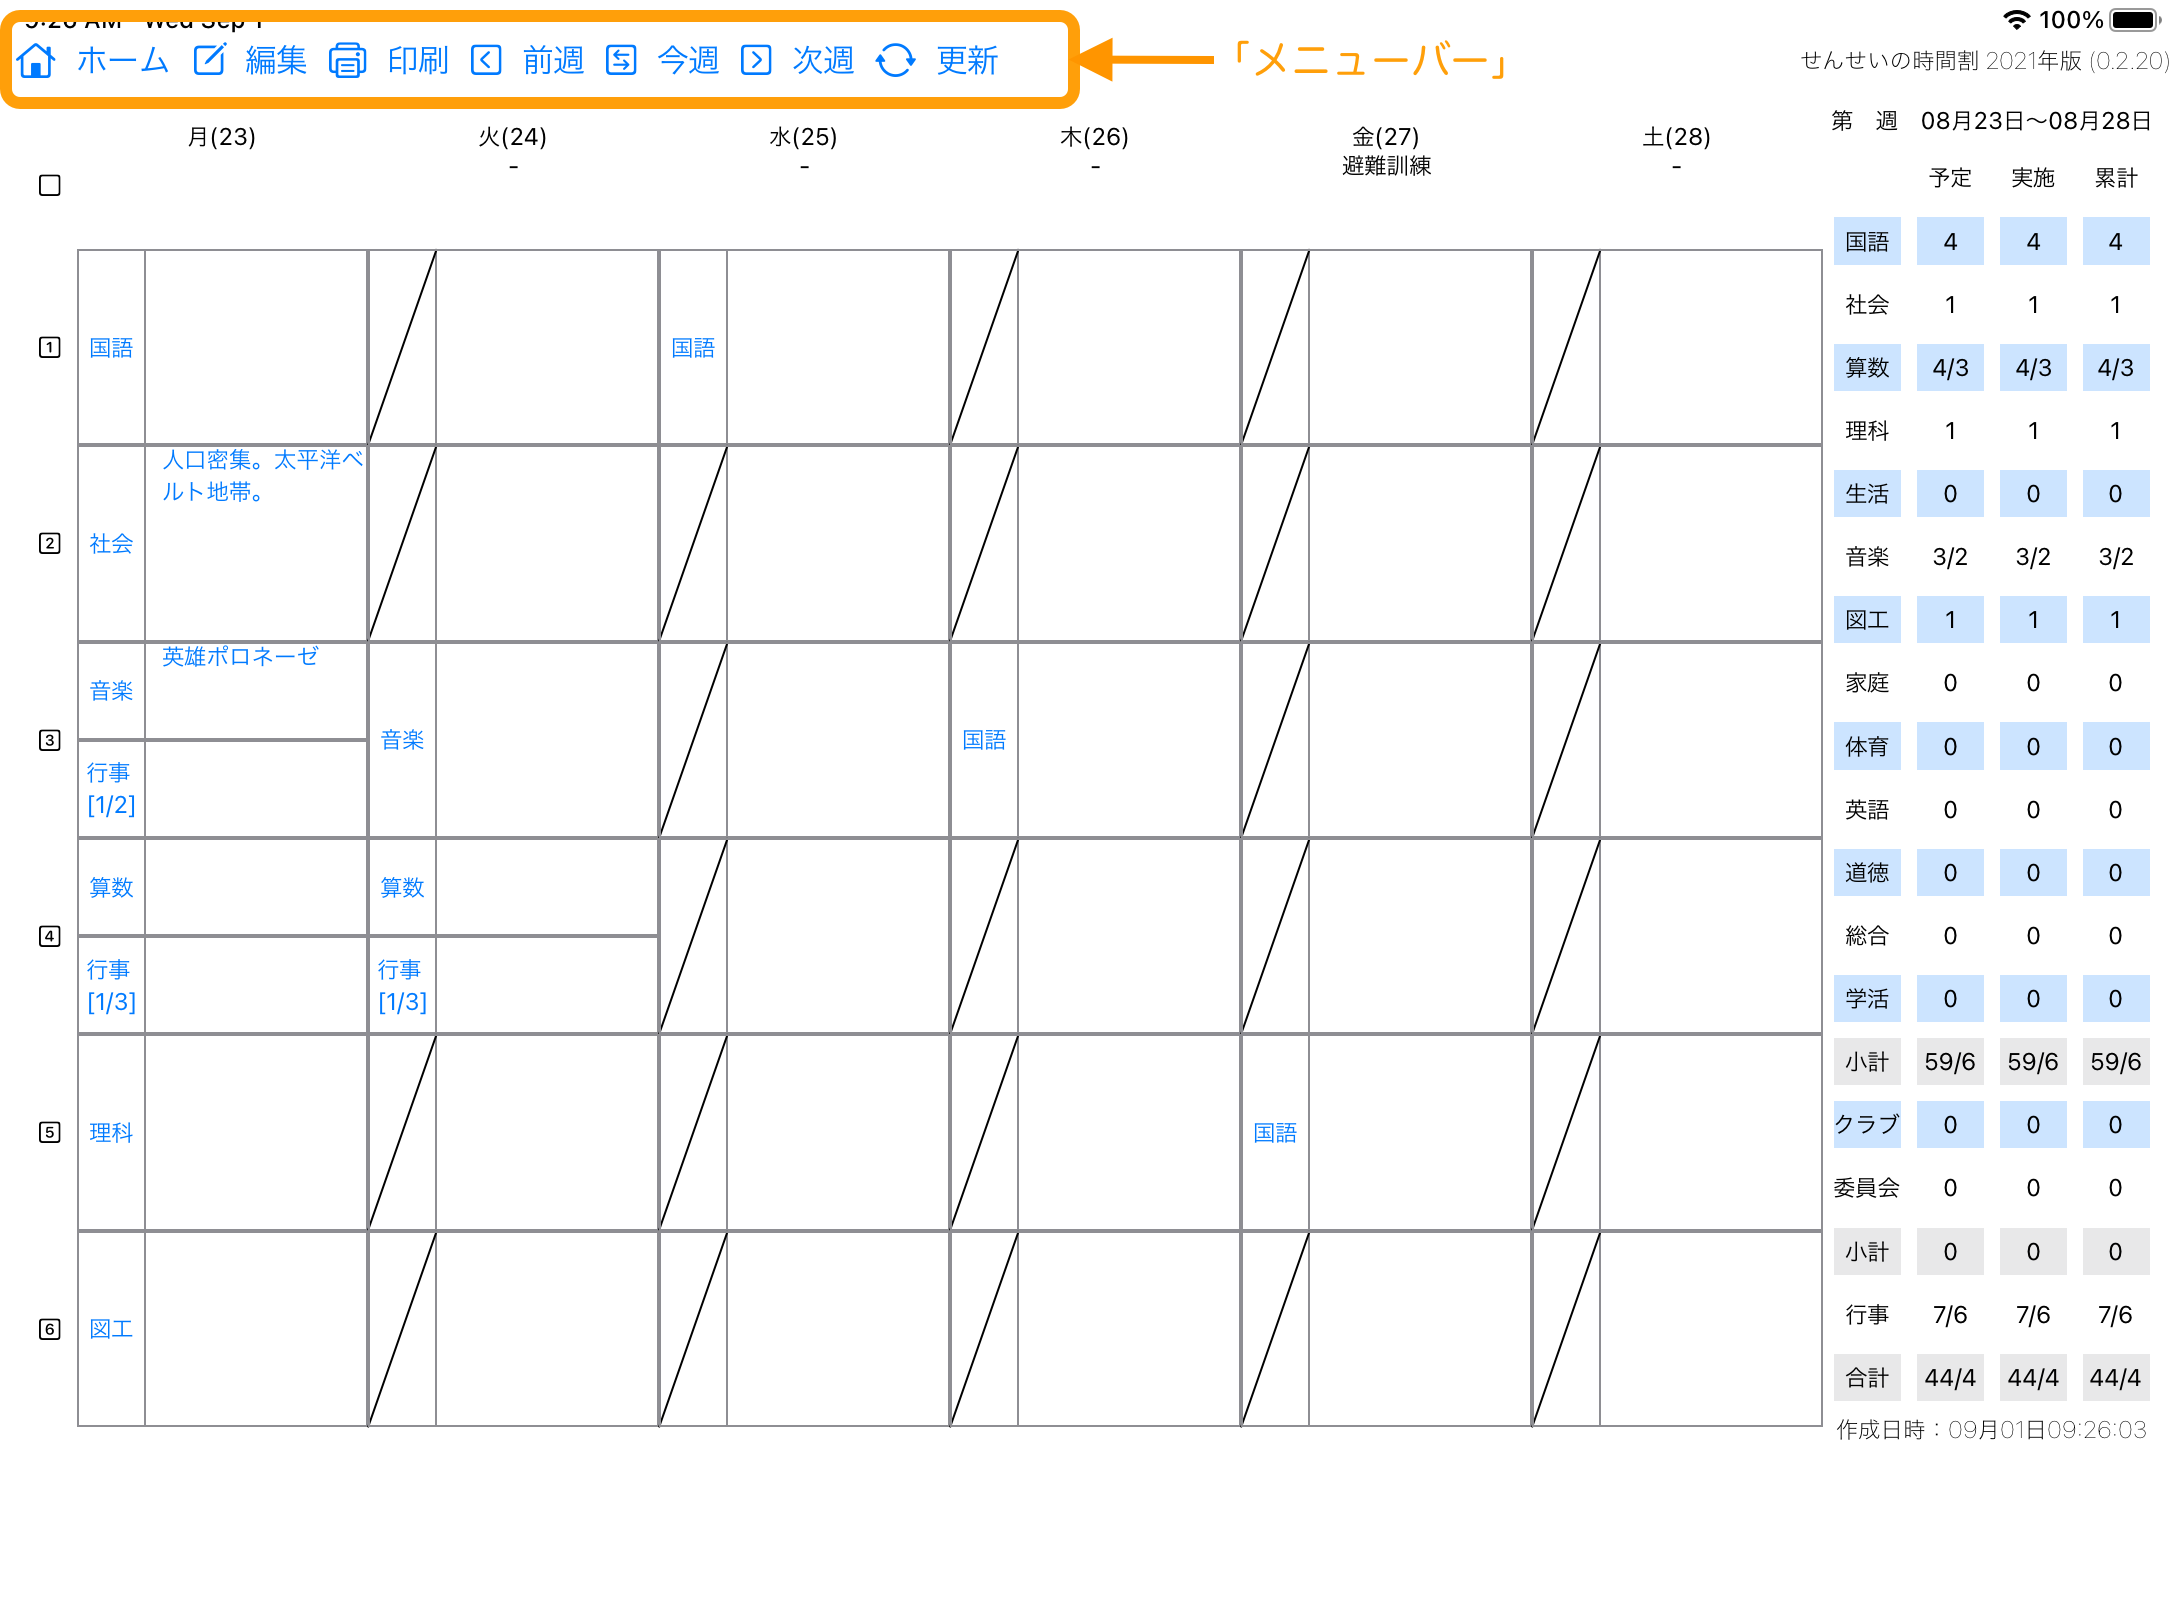 9:26 AM Wed Sep 1
100%
ホーム 編集 印刷 前週 今週 次週 更新
「メニューバー」
せんせいの時間割 2021年版 (0.2.20)
第 週 08月23日〜08月28日
月(23) 火(24) 水(25) 木(26) 金(27) 土(28)
- - - 避難訓練 -
予定 実施 累計
1 国語 国語
2 社会 人口密集。太平洋ベ
ルト地帯。
3 音楽 英雄ポロネーゼ 音楽 国語
行事
[1/2]
4 算数 算数
行事 行事
[1/3] [1/3]
5 理科 国語
6 図工
国語 4 4 4
社会 1 1 1
算数 4/3 4/3 4/3
理科 1 1 1
生活 0 0 0
音楽 3/2 3/2 3/2
図工 1 1 1
家庭 0 0 0
体育 0 0 0
英語 0 0 0
道徳 0 0 0
総合 0 0 0
学活 0 0 0
小計 59/6 59/6 59/6
クラブ 0 0 0
委員会 0 0 0
小計 0 0 0
行事 7/6 7/6 7/6
合計 44/4 44/4 44/4
作成日時：09月01日09:26:03